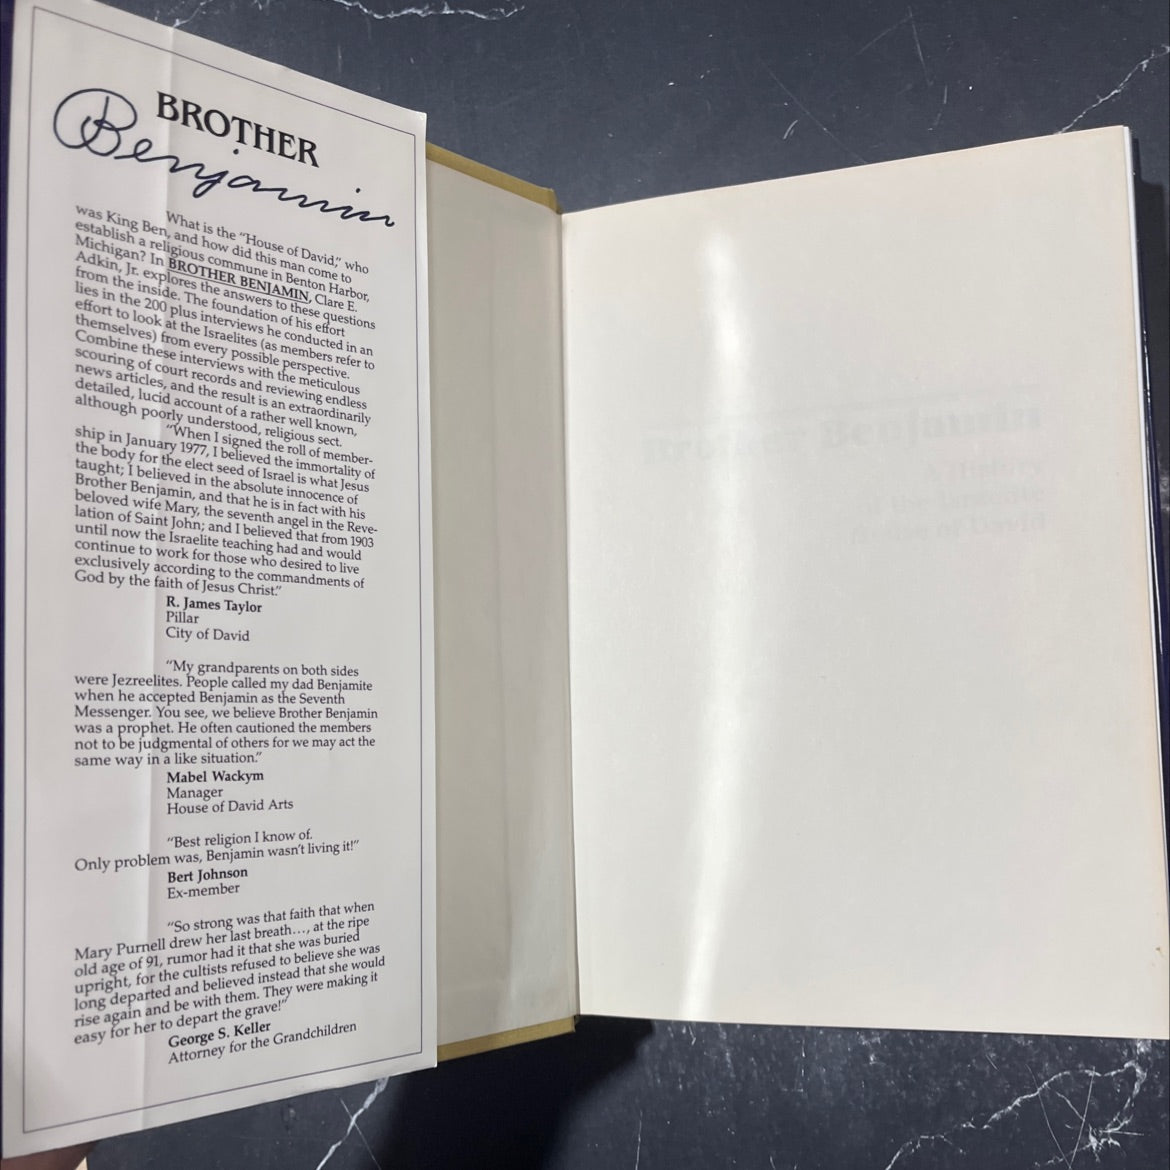 BROTHER
Benjamin
What is the "House of David," who
was King Ben, and how did this man come to
establish a religious commune in Benton Harbor,
Michigan? In BROTHER BENJAMIN, Clare E.
Adkin, Jr. explores the answers to these questions
from the inside. The foundation of his effort
lies in the 200 plus interviews he conducted in an
effort to look at the Israelites (as members refer to
themselves) from every possible perspective.
Combine these interviews with the meticulous
scouring of court records and reviewing endless
news articles, and the result is an extraordinarily
detailed, lucid account of a rather well known,
although poorly understood, religious sect.
"When I signed the roll of member-
ship in January 1977, I believed the immortality of
the body for the elect seed of Israel is what Jesus
taught; I believed in the absolute innocence of
Brother Benjamin, and that he is in fact with his
beloved wife Mary, the seventh angel in the Reve-
lation of Saint John; and I believed that from 1903
until now the Israelite teaching had and would
continue to work for those who desired to live
exclusively according to the commandments of
God by the faith of Jesus Christ."
R. James Taylor
Pillar
City of David
"My grandparents on both sides
were Jezreelites. People called my dad Benjamite
when he accepted Benjamin as the Seventh
Messenger. You see, we believe Brother Benjamin
was a prophet. He often cautioned the members
not to be judgmental of others for we may act the
same way in a like situation."
Mabel Wackym
Manager
House of David Arts
"Best religion I know of.
Only problem was, Benjamin wasn't living it!"
Bert Johnson
Ex-member
"So strong was that faith that when
Mary Purnell drew her last breath..., at the ripe
old age of 91, rumor had it that she was buried
upright, for the cultists refused to believe she was
long departed and believed instead that she would
rise again and be with them. They were making it
easy for her to depart the grave!"
George S. Keller
Attorney for the Grandchildren
Brother Benjamin
A History
of the Israelite
House of David